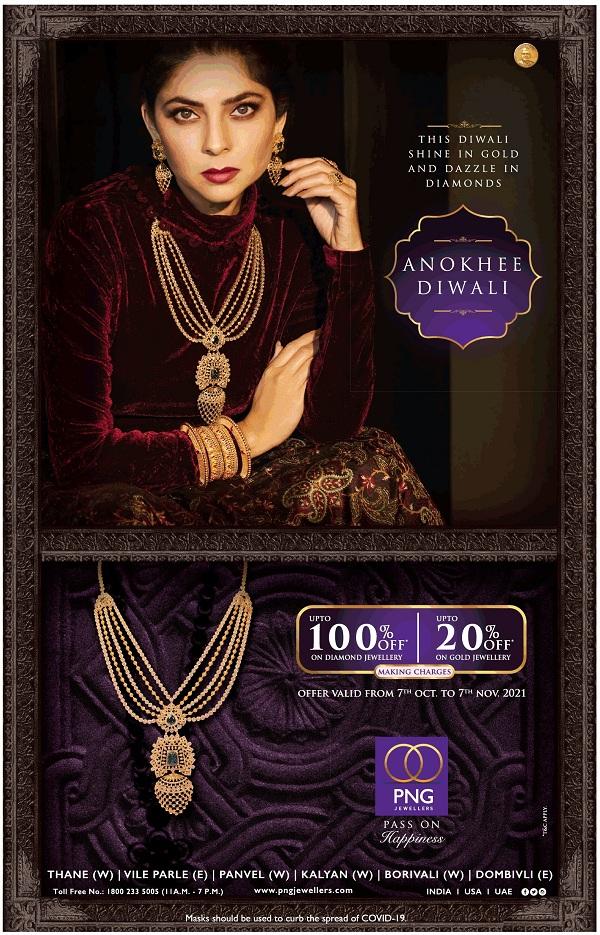 THIS DIWALI
SHINE IN GOLD
AND DAZZLE IN
DIAMONDS
ANOKHEE
DIWALI
UPTO 100% OFF* ON DIAMOND JEWELLERY
UPTO 20% OFF* ON GOLD JEWELLERY
MAKING CHARGES
OFFER VALID FROM 7TH OCT. TO 7TH NOV. 2021
PNG
JEWELLERS
PASS ON
Happiness
*T&C APPLY.
THANE (W) | VILE PARLE (E) | PANVEL (W) | KALYAN (W) | BORIVALI (W) | DOMBIVLI (E)
Toll Free No.: 1800 233 5005 (11A.M. - 7 P.M.) www.pngjewellers.com INDIA | USA | UAE
Masks should be used to curb the spread of COVID-19.